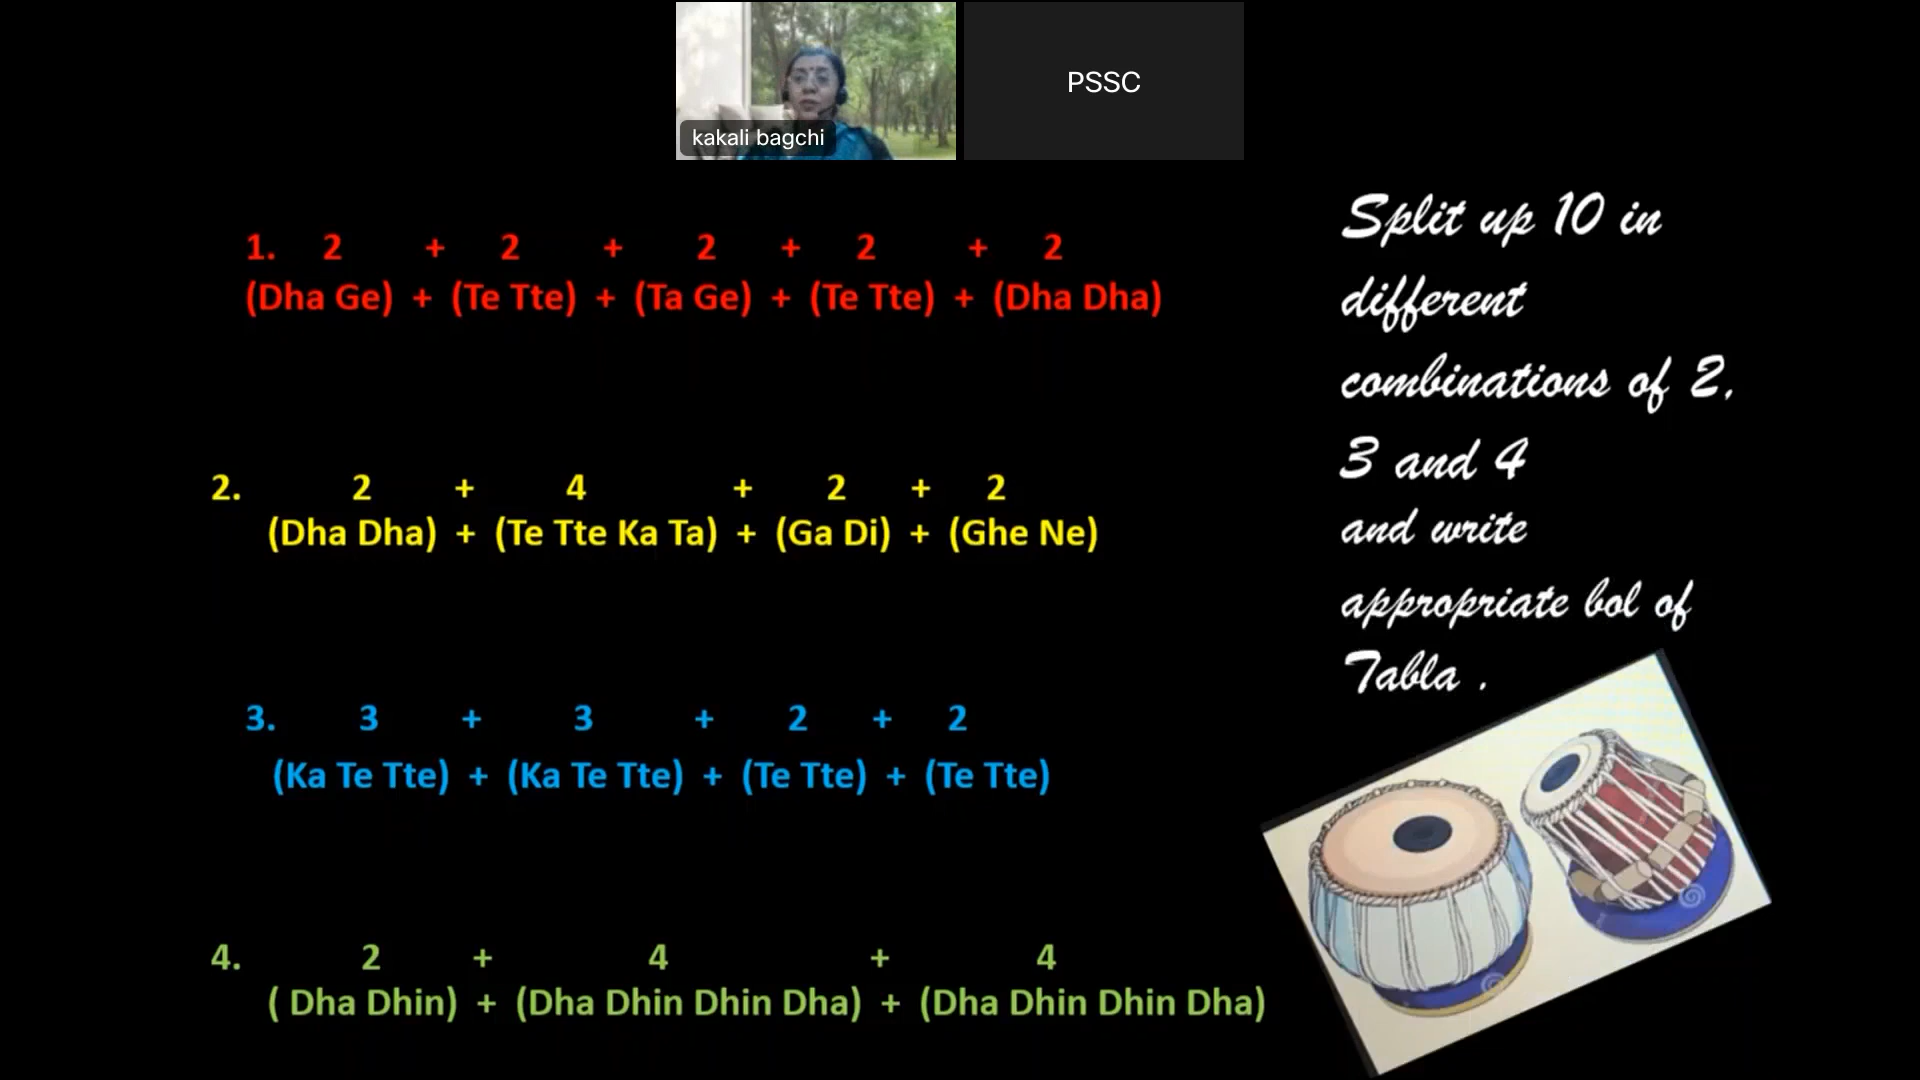 kakali bagchi
PSSC
1. 2 + 2 + 2 + 2 + 2
(Dha Ge) + (Te Tte) + (Ta Ge) + (Te Tte) + (Dha Dha)
2. 2 + 4 + 2 + 2
(Dha Dha) + (Te Tte Ka Ta) + (Ga Di) + (Ghe Ne)
3. 3 + 3 + 2 + 2
(Ka Te Tte) + (Ka Te Tte) + (Te Tte) + (Te Tte)
4. 2 + 4 + 4
( Dha Dhin) + (Dha Dhin Dhin Dha) + (Dha Dhin Dhin Dha)
Split up 10 in
different
combinations of 2,
3 and 4
and write
appropriate bol of
Tabla .